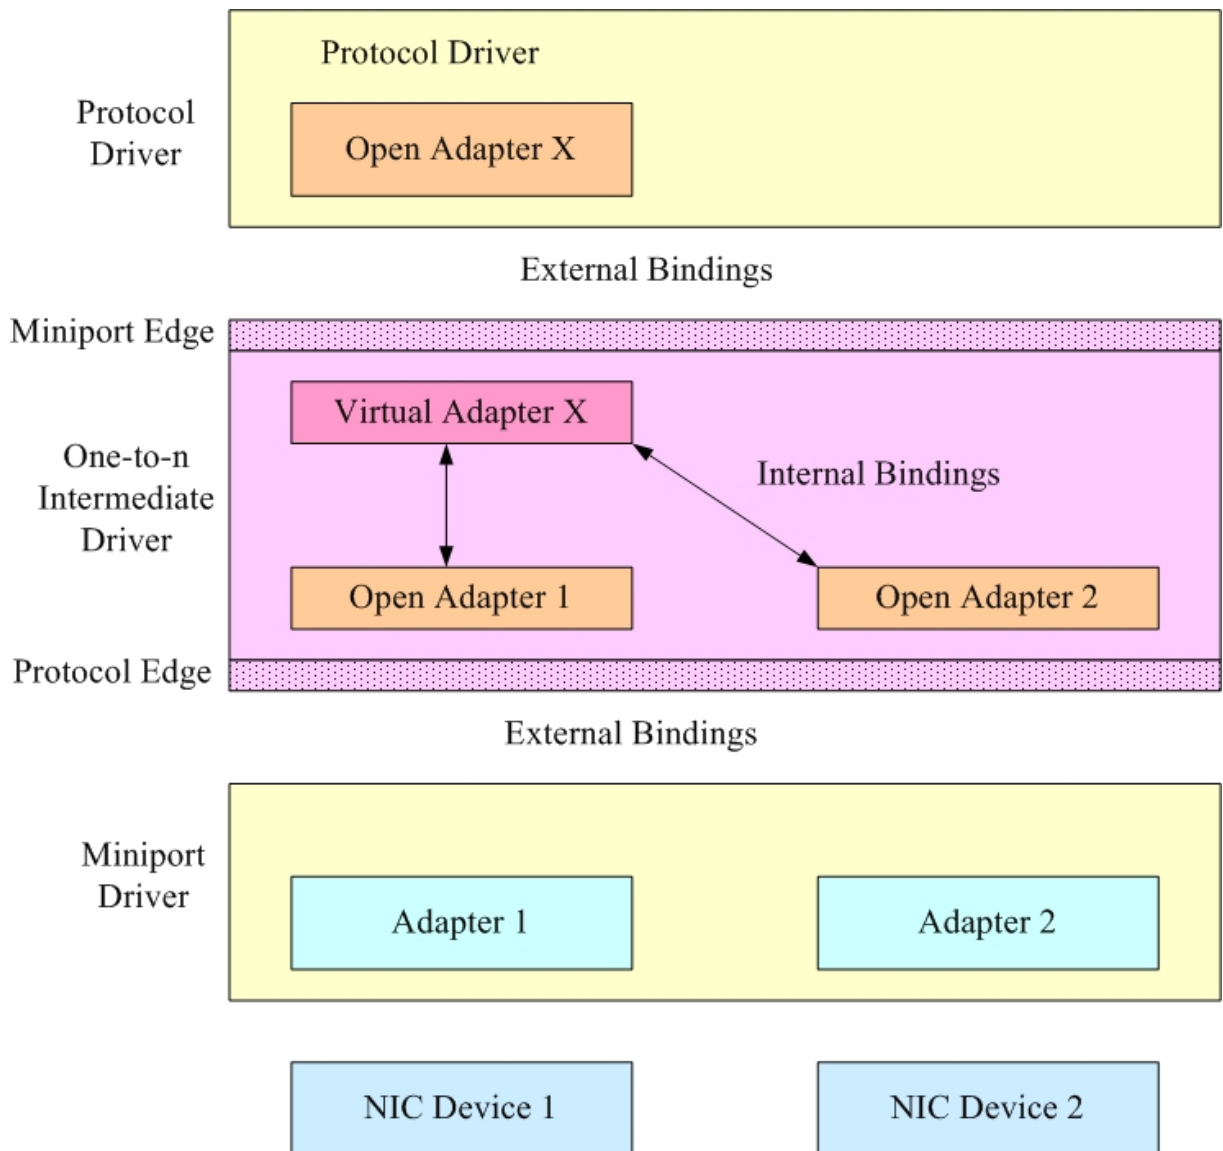 Protocol Driver
Protocol
Driver
Open Adapter X
External Bindings
Miniport Edge
Virtual Adapter X
One-to-n
Intermediate
Driver
Internal Bindings
Open Adapter 1
Open Adapter 2
Protocol Edge
External Bindings
Miniport
Driver
Adapter 1
Adapter 2
NIC Device 1
NIC Device 2